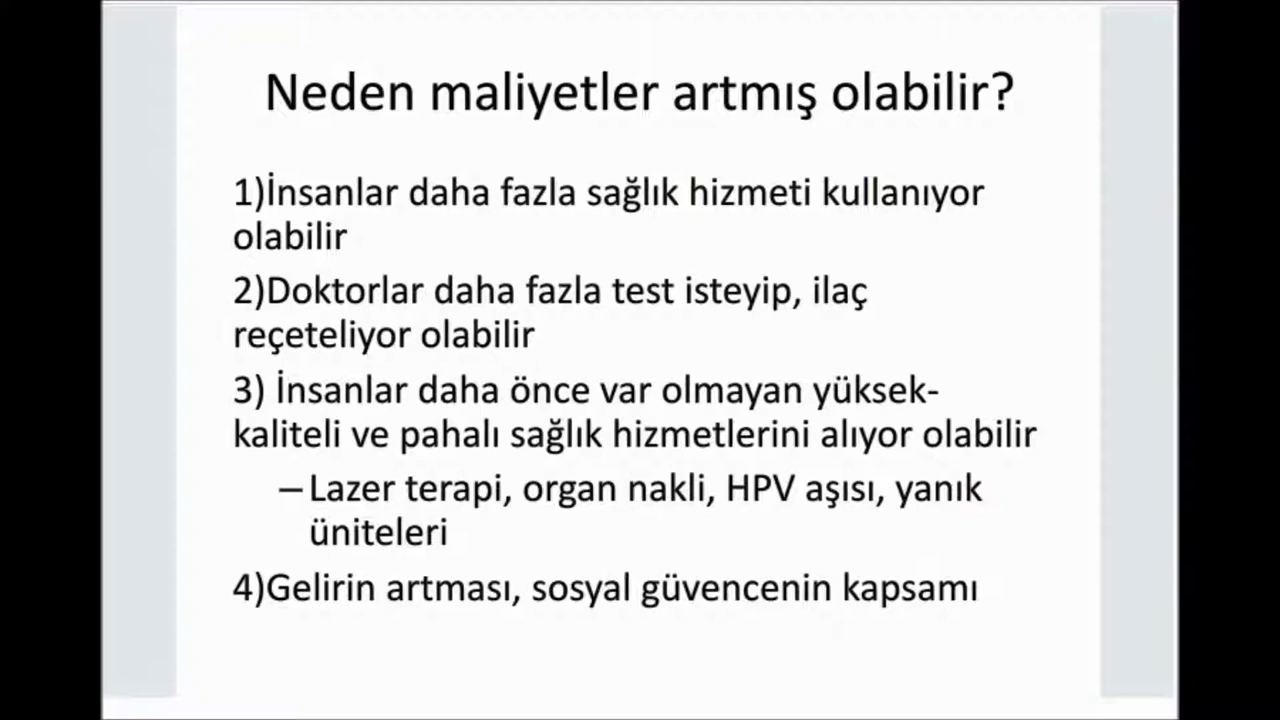 Neden maliyetler artmış olabilir?
1)İnsanlar daha fazla sağlık hizmeti kullanıyor
olabilir
2)Doktorlar daha fazla test isteyip, ilaç
reçeteliyor olabilir
3) İnsanlar daha önce var olmayan yüksek-
kaliteli ve pahalı sağlık hizmetlerini alıyor olabilir
–Lazer terapi, organ nakli, HPV aşısı, yanık
üniteleri
4)Gelirin artması, sosyal güvencenin kapsamı